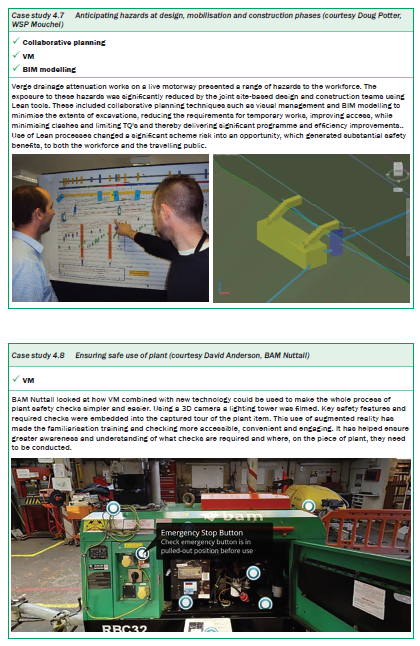 Case study 4.7 Anticipating hazards at design, mobilisation and construction phases (courtesy Doug Potter,
WSP Mouchel)
✓ Collaborative planning
✓ VM
✓ BIM modelling
Verge drainage attenuation works on a live motorway presented a range of hazards to the workforce. The
exposure to these hazards was significantly reduced by the joint site-based design and construction teams using
Lean tools. These included collaborative planning techniques such as visual management and BIM modelling to
minimise the extents of excavations, reducing the requirements for temporary works, improving access, while
minimising clashes and limiting TQ's and thereby delivering significant programme and efficiency improvements..
Use of Lean processes changed a significant scheme risk into an opportunity, which generated substantial safety
benefits, to both the workforce and the travelling public.
Case study 4.8 Ensuring safe use of plant (courtesy David Anderson, BAM Nuttall)
✓ VM
BAM Nuttall looked at how VM combined with new technology could be used to make the whole process of
plant safety checks simpler and easier. Using a 3D camera a lighting tower was filmed. Key safety features and
required checks were embedded into the captured tour of the plant item. This use of augmented reality has
made the familiarisation training and checking more accessible, convenient and engaging. It has helped ensure
greater awareness and understanding of what checks are required and where, on the piece of plant, they need
to be conducted.
bam
Emergency Stop Button
Check emergency button is in
pulled-out position before use
RBC32